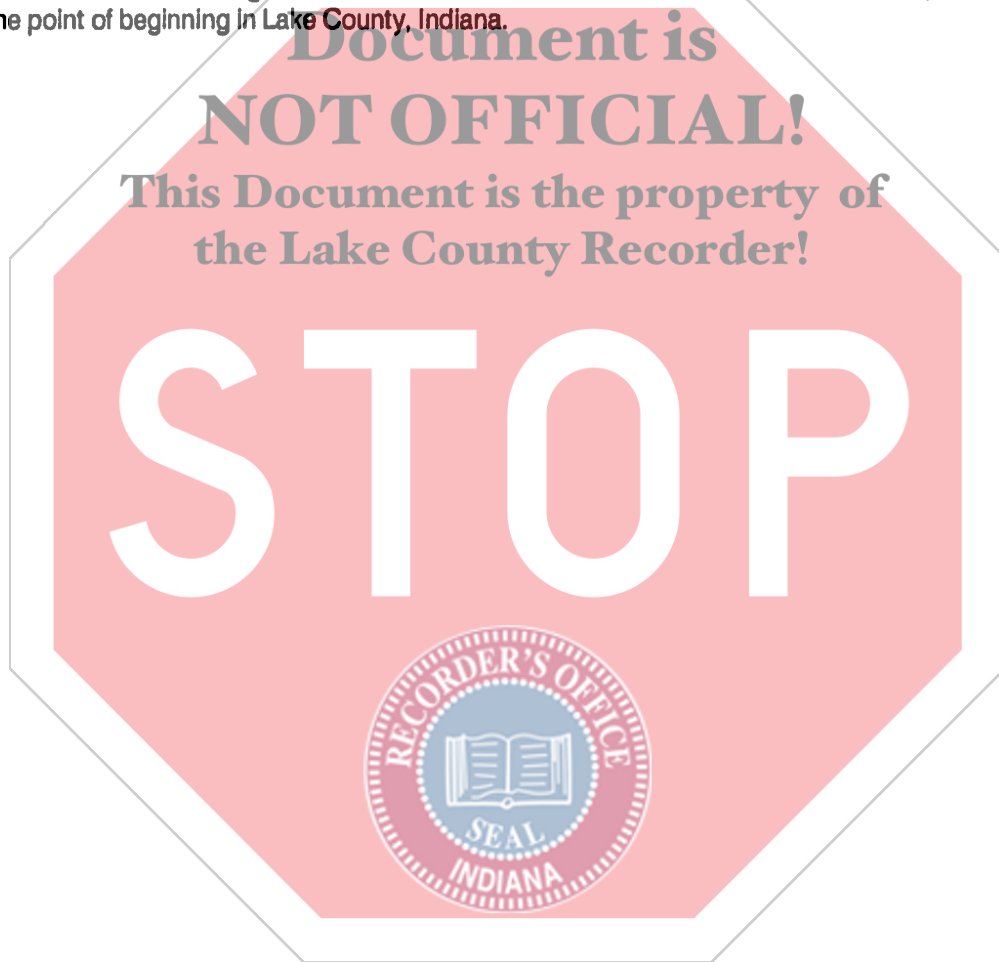 point of beginning in Lake County, Indiana.
Document is
NOT OFFICIAL!
This Document is the property of
the Lake County Recorder!
STOP
RECORDER'S OFFICE
SEAL
INDIANA